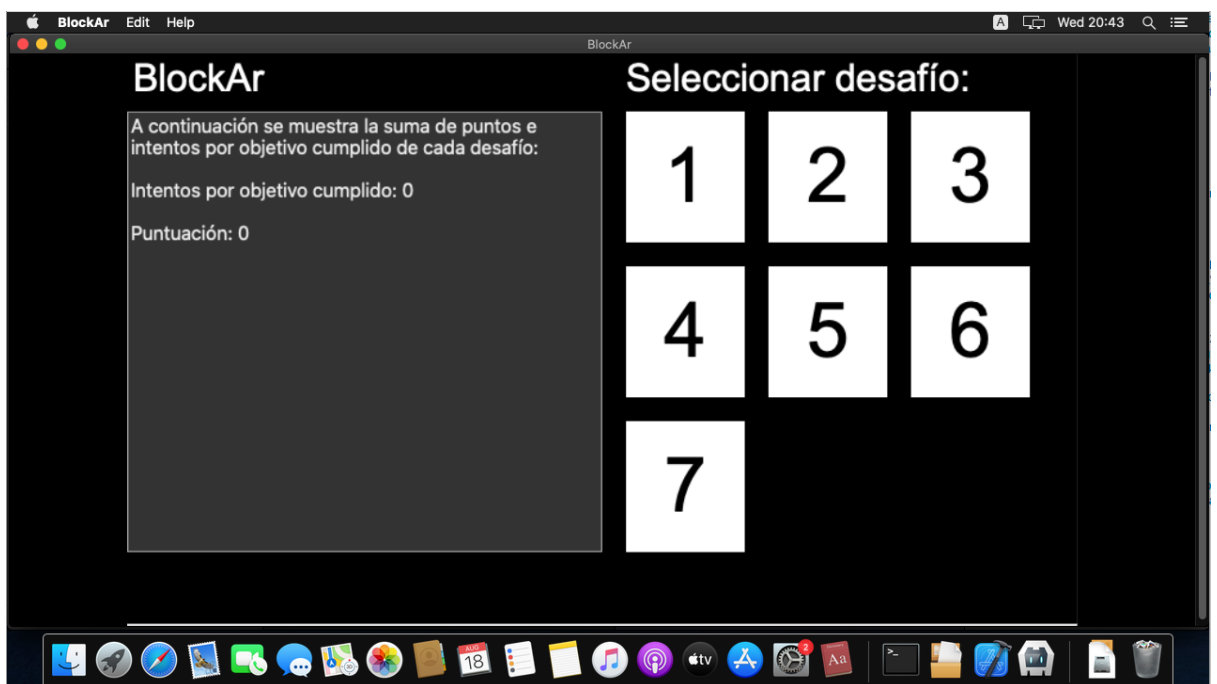 BlockAr Edit Help
A Wed 20:43
BlockAr
BlockAr
Seleccionar desafío:
A continuación se muestra la suma de puntos e
intentos por objetivo cumplido de cada desafío:
Intentos por objetivo cumplido: 0
Puntuación: 0
1 2 3
4 5 6
7
AUG
18
tv
2
Aa
>_